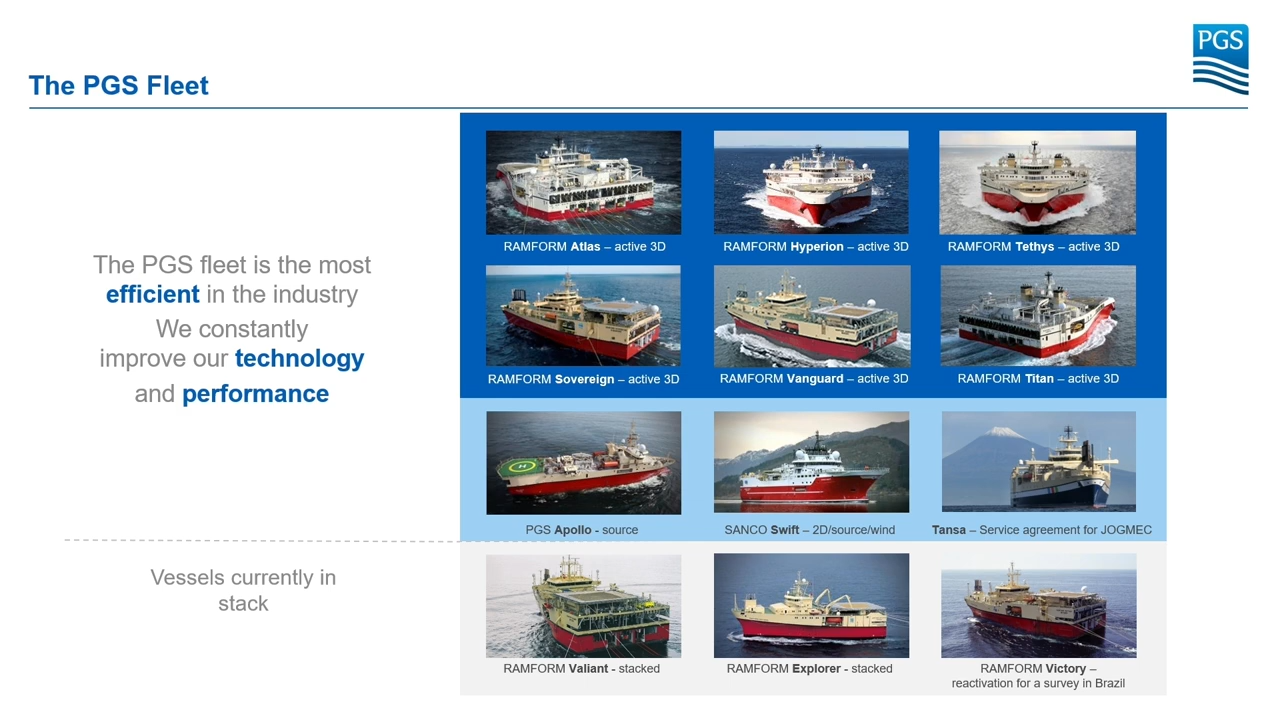 PGS
The PGS Fleet
The PGS fleet is the most
efficient in the industry
We constantly
improve our technology
and performance
RAMFORM Atlas – active 3D
RAMFORM Hyperion – active 3D
RAMFORM Tethys – active 3D
RAMFORM Sovereign – active 3D
RAMFORM Vanguard – active 3D
RAMFORM Titan – active 3D
PGS Apollo - source
SANCO Swift – 2D/source/wind
Tansa – Service agreement for JOGMEC
Vessels currently in
stack
RAMFORM Valiant - stacked
RAMFORM Explorer - stacked
RAMFORM Victory –
reactivation for a survey in Brazil